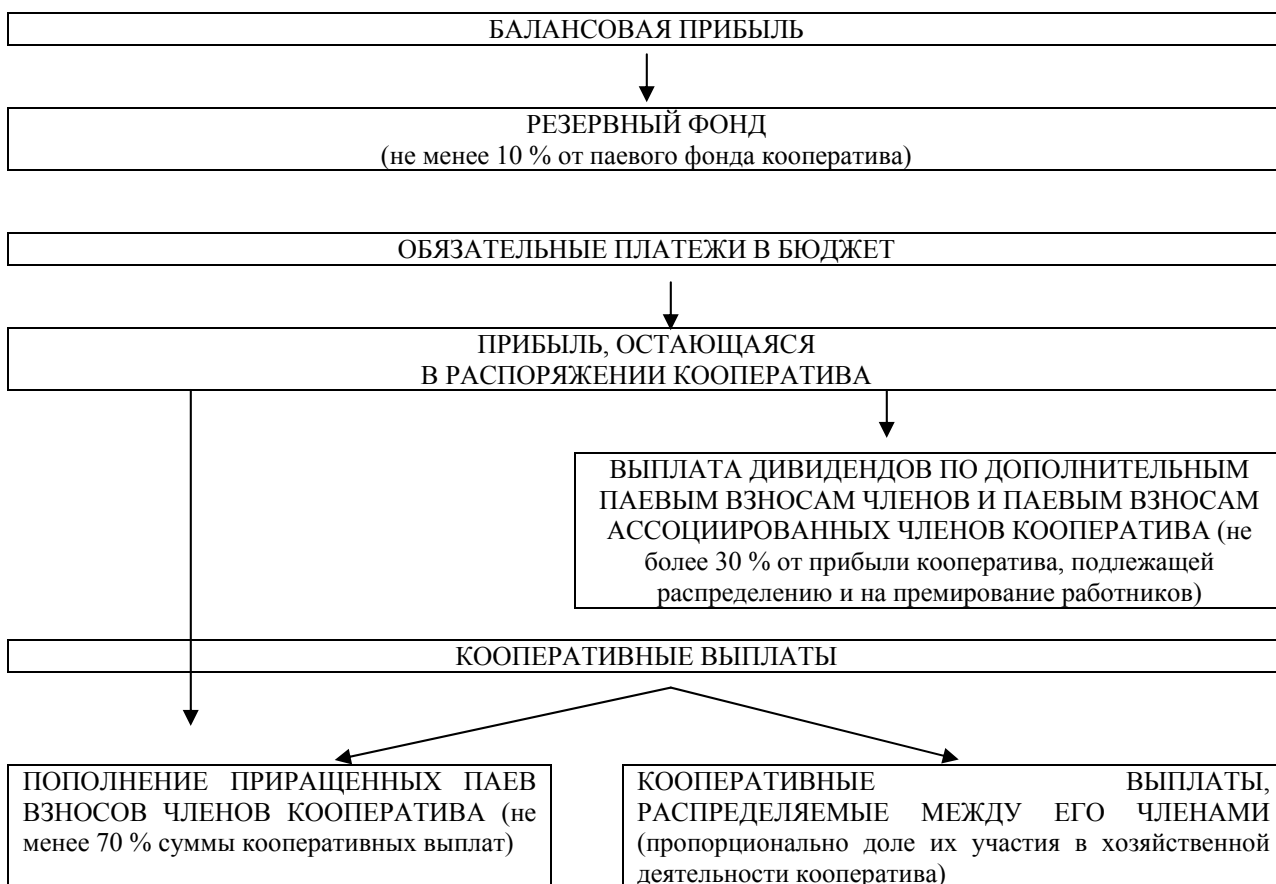 БАЛАНСОВАЯ ПРИБЫЛЬ
РЕЗЕРВНЫЙ ФОНД
(не менее 10 % от паевого фонда кооператива)
ОБЯЗАТЕЛЬНЫЕ ПЛАТЕЖИ В БЮДЖЕТ
ПРИБЫЛЬ, ОСТАЮЩАЯСЯ
В РАСПОРЯЖЕНИИ КООПЕРАТИВА
ВЫПЛАТА ДИВИДЕНДОВ ПО ДОПОЛНИТЕЛЬНЫМ
ПАЕВЫМ ВЗНОСАМ ЧЛЕНОВ И ПАЕВЫМ ВЗНОСАМ
АССОЦИИРОВАННЫХ ЧЛЕНОВ КООПЕРАТИВА (не
более 30 % от прибыли кооператива, подлежащей
распределению и на премирование работников)
КООПЕРАТИВНЫЕ ВЫПЛАТЫ
ПОПОЛНЕНИЕ ПРИРАЩЕННЫХ ПАЕВ
ВЗНОСОВ ЧЛЕНОВ КООПЕРАТИВА (не
менее 70 % суммы кооперативных выплат)
КООПЕРАТИВНЫЕ ВЫПЛАТЫ,
РАСПРЕДЕЛЯЕМЫЕ МЕЖДУ ЕГО ЧЛЕНАМИ
(пропорционально доле их участия в хозяйственной
деятельности кооператива)